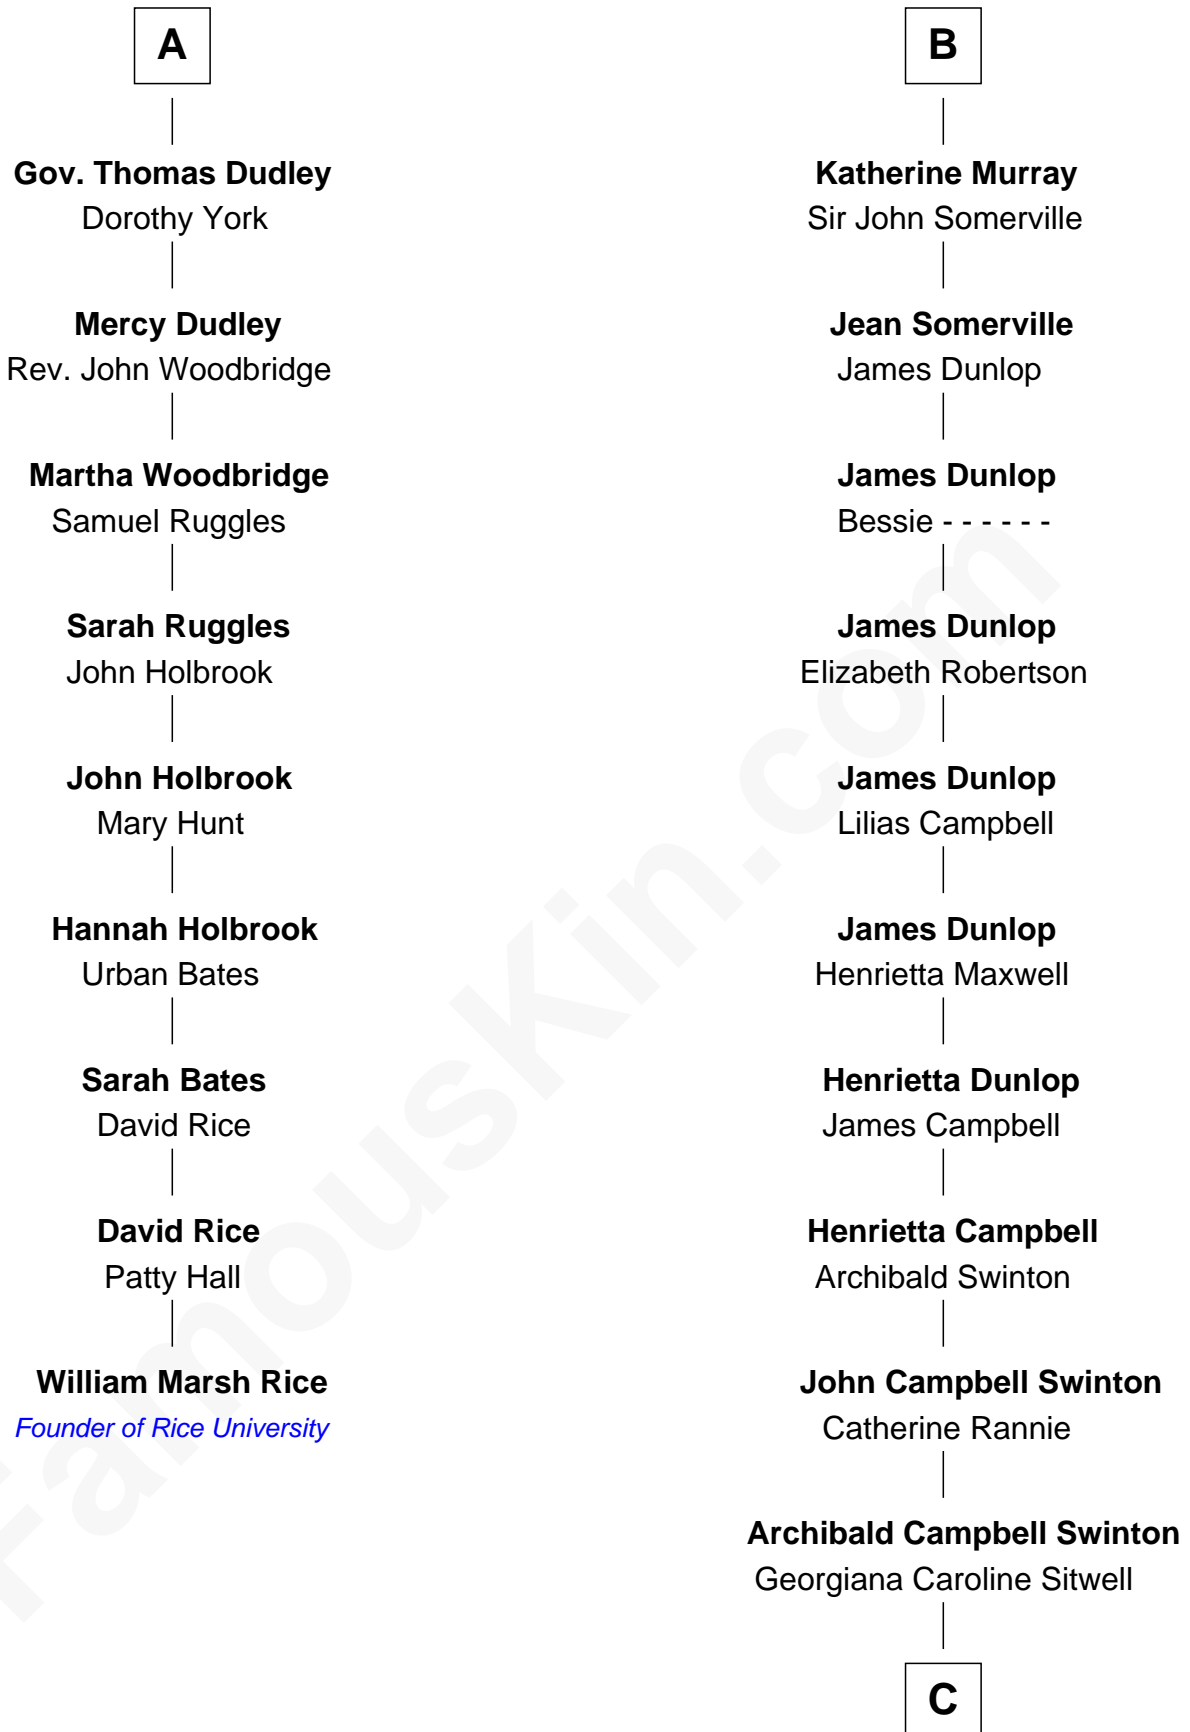 A
Gov. Thomas Dudley
Dorothy York
Mercy Dudley
Rev. John Woodbridge
Martha Woodbridge
Samuel Ruggles
Sarah Ruggles
John Holbrook
John Holbrook
Mary Hunt
Hannah Holbrook
Urban Bates
Sarah Bates
David Rice
David Rice
Patty Hall
William Marsh Rice
Founder of Rice University
B
Katherine Murray
Sir John Somerville
Jean Somerville
James Dunlop
James Dunlop
Bessie - - - - - -
James Dunlop
Elizabeth Robertson
James Dunlop
Lilias Campbell
James Dunlop
Henrietta Maxwell
Henrietta Dunlop
James Campbell
Henrietta Campbell
Archibald Swinton
John Campbell Swinton
Catherine Rannie
Archibald Campbell Swinton
Georgiana Caroline Sitwell
C
FamousKin.com